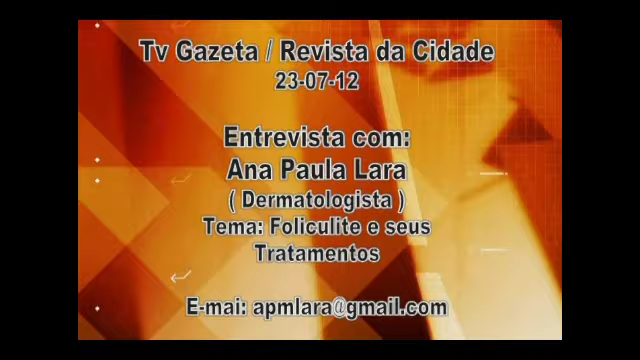 Tv Gazeta / Revista da Cidade
23-07-12
Entrevista com:
Ana Paula Lara
( Dermatologista )
Tema: Foliculite e seus
Tratamentos
E-mai: apmlara@gmail.com